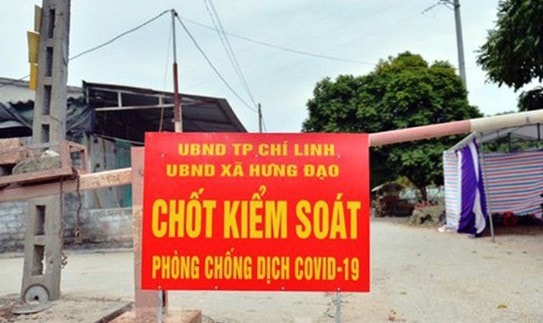 UBND TP CHÍ LINH
UBND XÃ HƯNG ĐẠO
CHỐT KIỂM SOÁT
PHÒNG CHỐNG DỊCH COVID-19